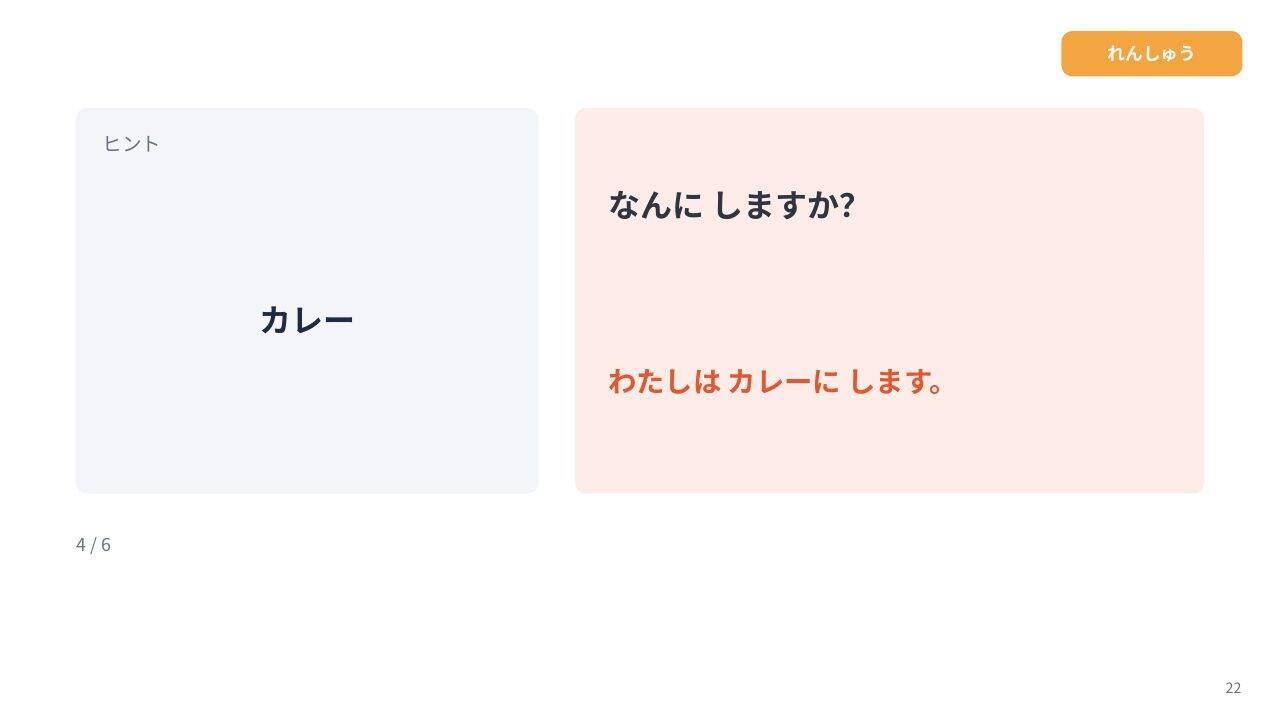 れんしゅう
ヒント
カレー
なんに しますか?
わたしは カレーに します。
4 / 6
22